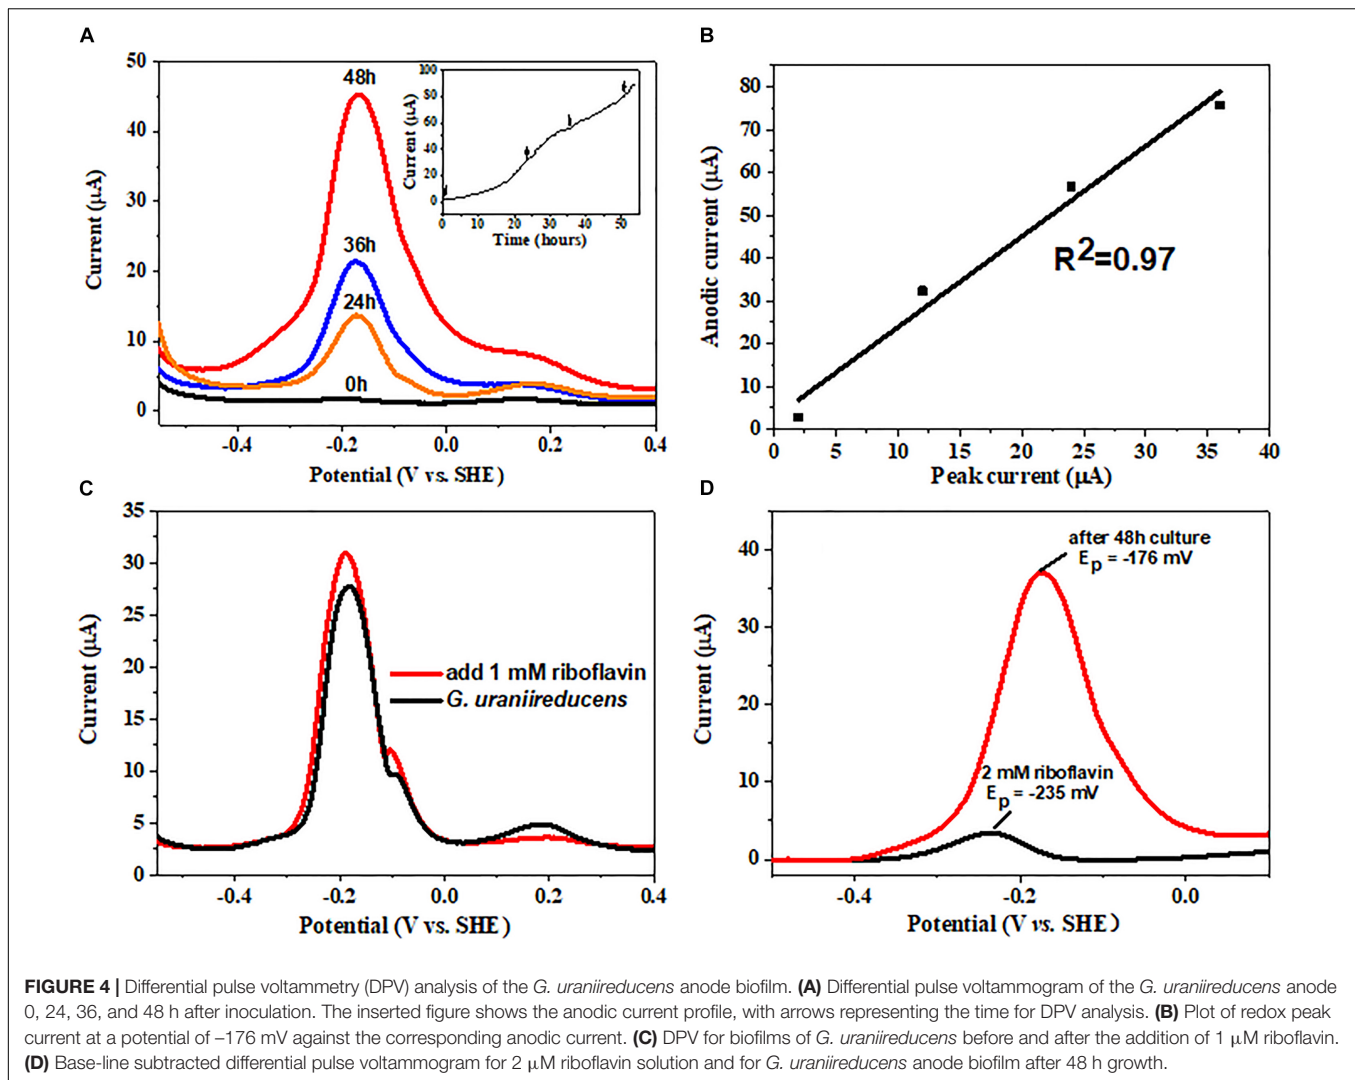 A
50
40
30
20
10
0
Current (μA)
48h
36h
24h
0h
-0.4
-0.2
0.0
0.2
0.4
Potential (V vs. SHE)
100
80
60
40
20
0
Current (μA)
0
10
20
30
40
50
Time (hours)
B
80
70
60
50
40
30
20
10
0
Anodic current (μA)
R²=0.97
0
5
10
15
20
25
30
35
40
Peak current (μA)
C
35
30
25
20
15
10
5
0
Current (μA)
add 1 mM riboflavin
G. uraniireducens
-0.4
-0.2
0.0
0.2
0.4
Potential (V vs. SHE)
D
40
30
20
10
0
Current (μA)
after 48h culture
Ep = -176 mV
2 mM riboflavin
Ep = -235 mV
-0.4
-0.2
0.0
Potential (V vs. SHE)
FIGURE 4 | Differential pulse voltammetry (DPV) analysis of the G. uraniireducens anode biofilm. (A) Differential pulse voltammogram of the G. uraniireducens anode
0, 24, 36, and 48 h after inoculation. The inserted figure shows the anodic current profile, with arrows representing the time for DPV analysis. (B) Plot of redox peak
current at a potential of –176 mV against the corresponding anodic current. (C) DPV for biofilms of G. uraniireducens before and after the addition of 1 μM riboflavin.
(D) Base-line subtracted differential pulse voltammogram for 2 μM riboflavin solution and for G. uraniireducens anode biofilm after 48 h growth.